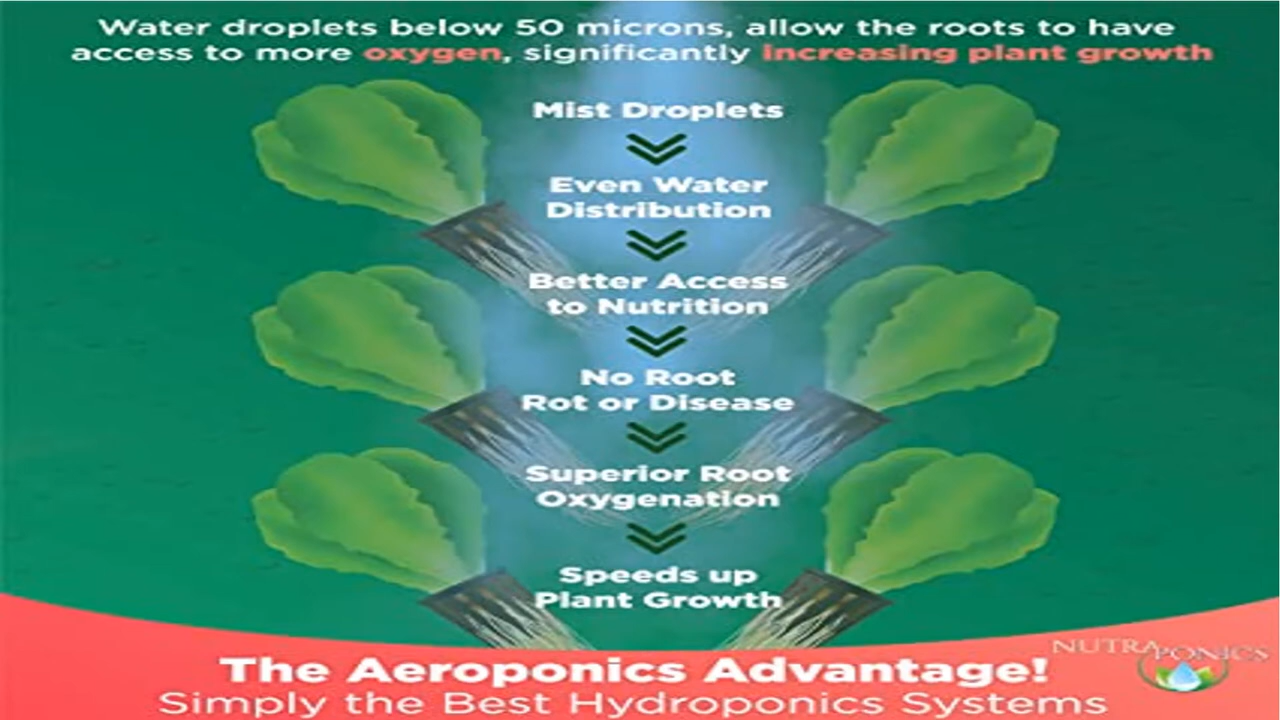 Water droplets below 50 microns, allow the roots to have
access to more oxygen, significantly increasing plant growth
Mist Droplets
Even Water
Distribution
Better Access
to Nutrition
No Root
Rot or Disease
Superior Root
Oxygenation
Speeds up
Plant Growth
NUTRAPONICS
The Aeroponics Advantage!
Simply the Best Hydroponics Systems